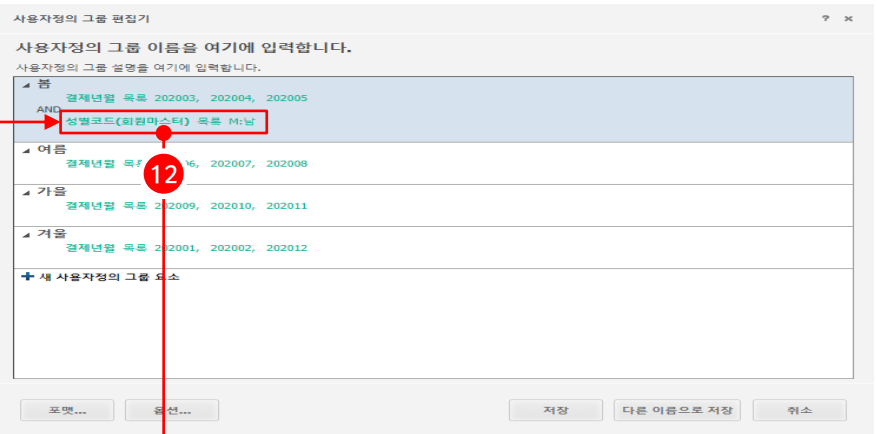 사용자정의 그룹 편집기 ? ×
사용자정의 그룹 이름을 여기에 입력합니다.
사용자정의 그룹 설명을 여기에 입력합니다.
봄
결제년월 목록 202003, 202004, 202005
AND
성별코드(회원마스터) 목록 M:남
여름
결제년월 202007, 202008
12
가을
결제년월 목록 202009, 202010, 202011
겨울
결제년월 목록 202001, 202002, 202012
새 사용자정의 그룹 요소
포맷... 옵션... 저장 다른 이름으로 저장 취소